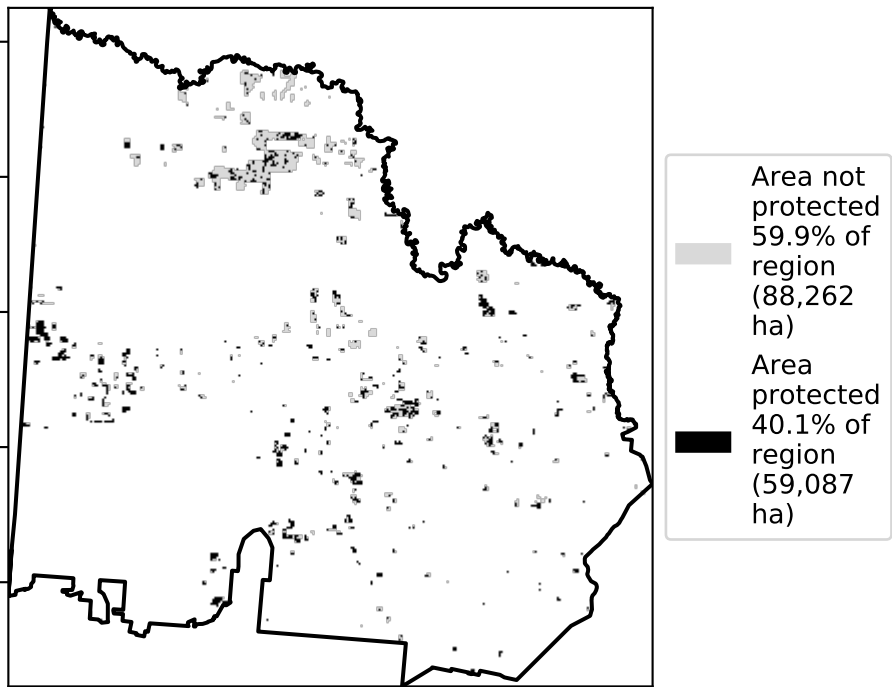 Area not
protected
59.9% of
region
(88,262
ha)
Area
protected
40.1% of
region
(59,087
ha)